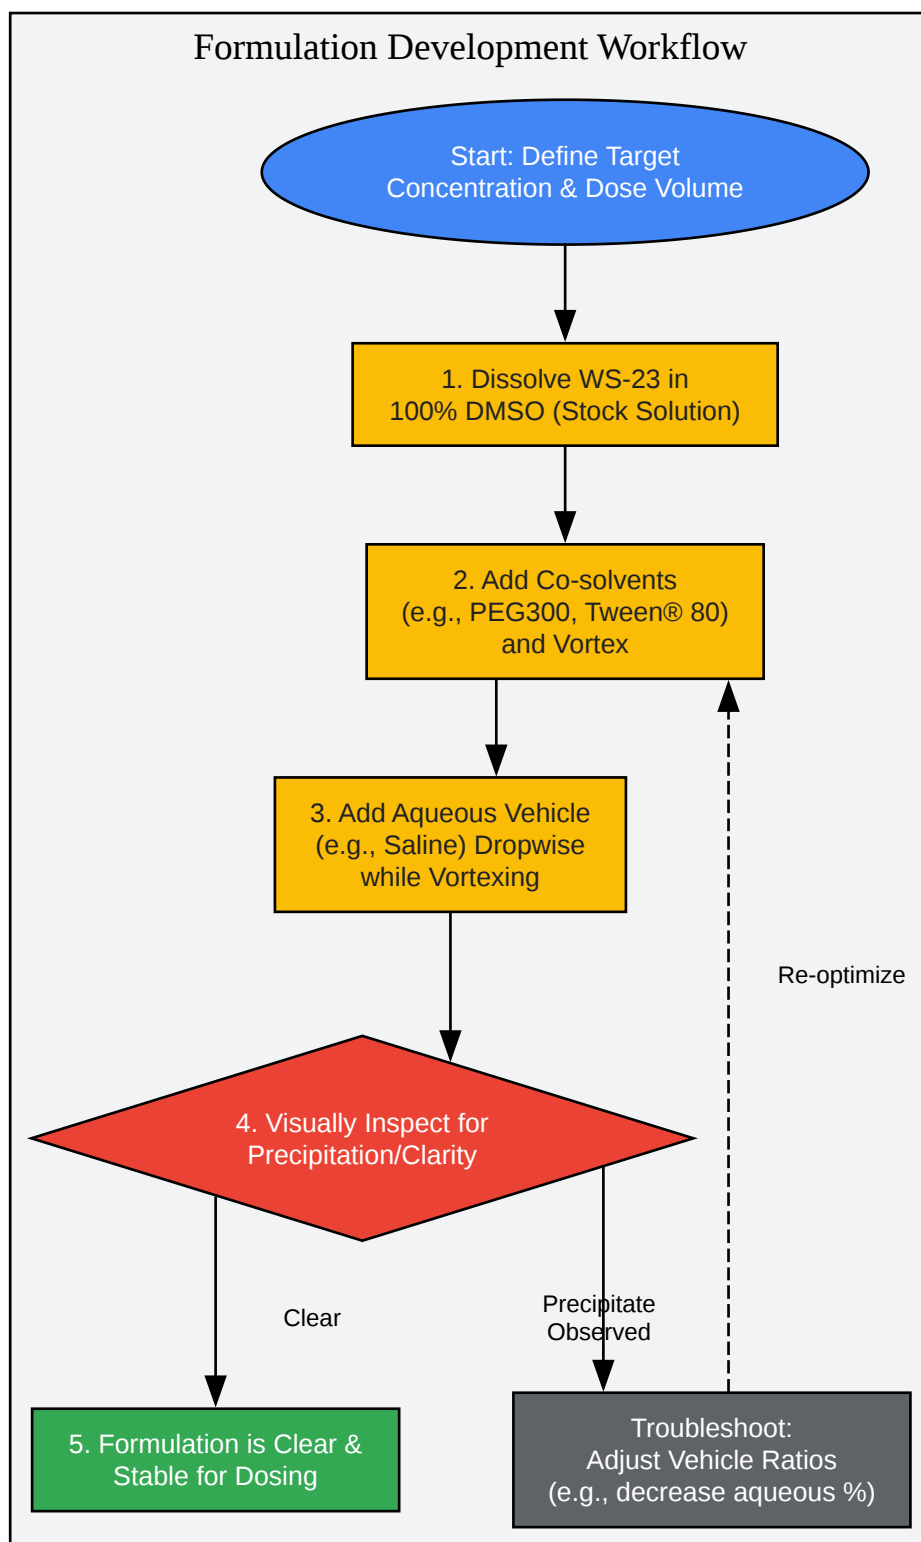 Formulation Development Workflow
Start: Define Target
Concentration & Dose Volume
1. Dissolve WS-23 in
100% DMSO (Stock Solution)
2. Add Co-solvents
(e.g., PEG300, Tween® 80)
and Vortex
3. Add Aqueous Vehicle
(e.g., Saline) Dropwise
while Vortexing
Re-optimize
4. Visually Inspect for
Precipitation/Clarity
Clear
Precipitate
Observed
5. Formulation is Clear &
Stable for Dosing
Troubleshoot:
Adjust Vehicle Ratios
(e.g., decrease aqueous %)